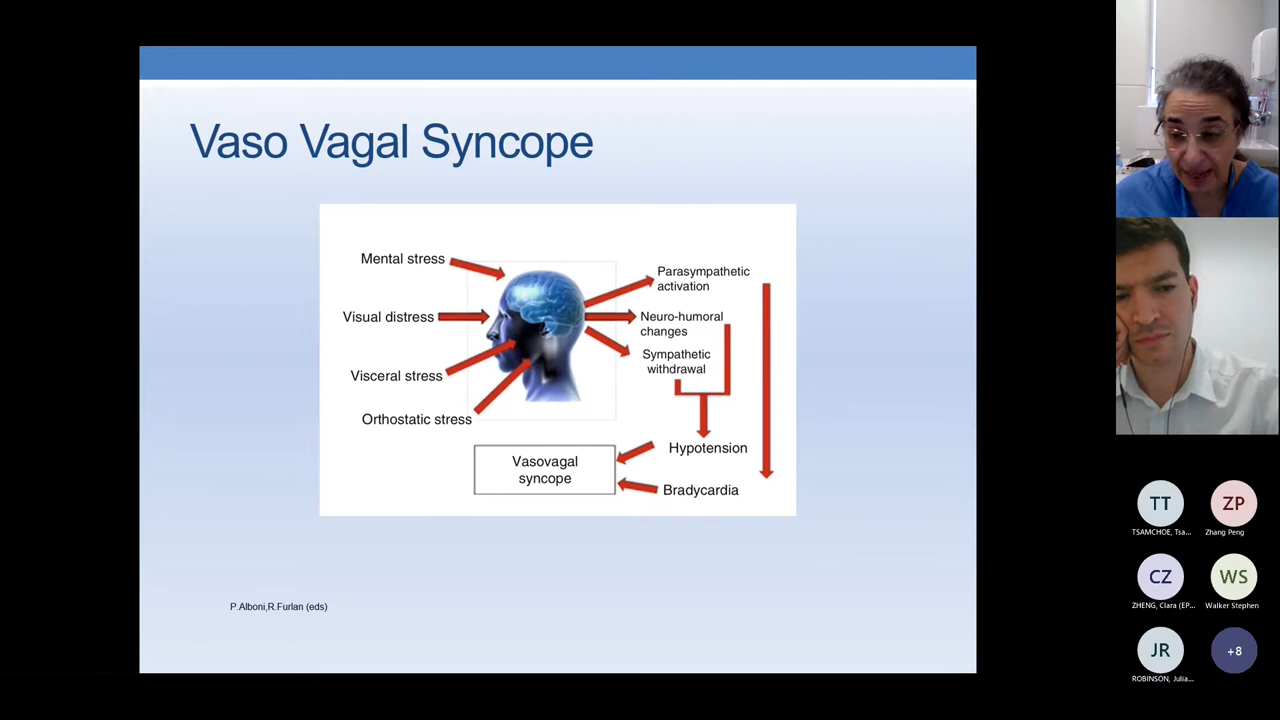 Vaso Vagal Syncope
Mental stress
Visual distress
Visceral stress
Orthostatic stress
Parasympathetic
activation
Neuro-humoral
changes
Sympathetic
withdrawal
Hypotension
Bradycardia
Vasovagal
syncope
P.Alboni,R.Furlan (eds)
TT
TSAMCHOE, Tsa...
ZP
Zhang Peng
CZ
ZHENG, Clara (EP...
WS
Walker Stephen
JR
ROBINSON, Julia...
+8